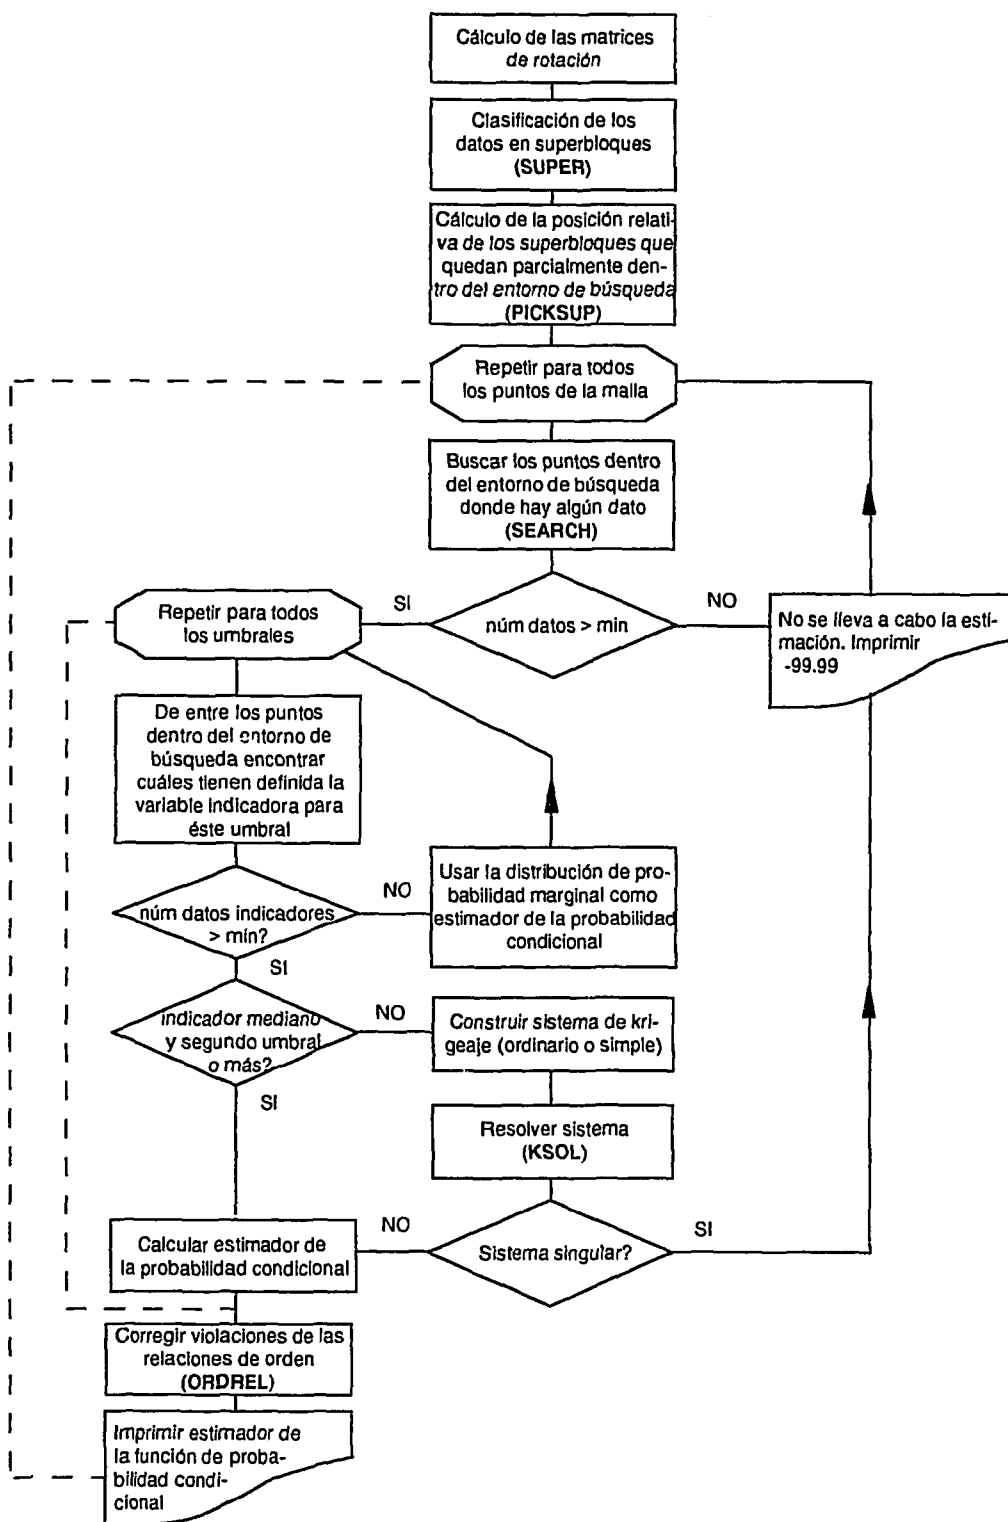 Cálculo de las matrices
de rotación
Clasificación de los
datos en superbloques
(SUPER)
Cálculo de la posición relati-
va de los superbloques que
quedan parcialmente den-
tro del entorno de búsqueda
(PICKSUP)
Repetir para todos
los puntos de la malla
Buscar los puntos dentro
del entorno de búsqueda
donde hay algún dato
(SEARCH)
núm datos > min
SI
NO
No se lleva a cabo la esti-
mación. Imprimir
-99.99
Repetir para todos
los umbrales
De entre los puntos
dentro del entorno de
búsqueda encontrar
cuáles tienen definida la
variable indicadora para
éste umbral
núm datos indicadores
> mín?
NO
SI
Usar la distribución de pro-
babilidad marginal como
estimador de la probabilidad
condicional
indicador mediano
y segundo umbral
o más?
NO
SI
Construir sistema de kri-
geaje (ordinario o simple)
Resolver sistema
(KSOL)
Sistema singular?
NO
SI
Calcular estimador de
la probabilidad condicional
Corregir violaciones de las
relaciones de orden
(ORDREL)
Imprimir estimador de
la función de proba-
bilidad condi-
cional